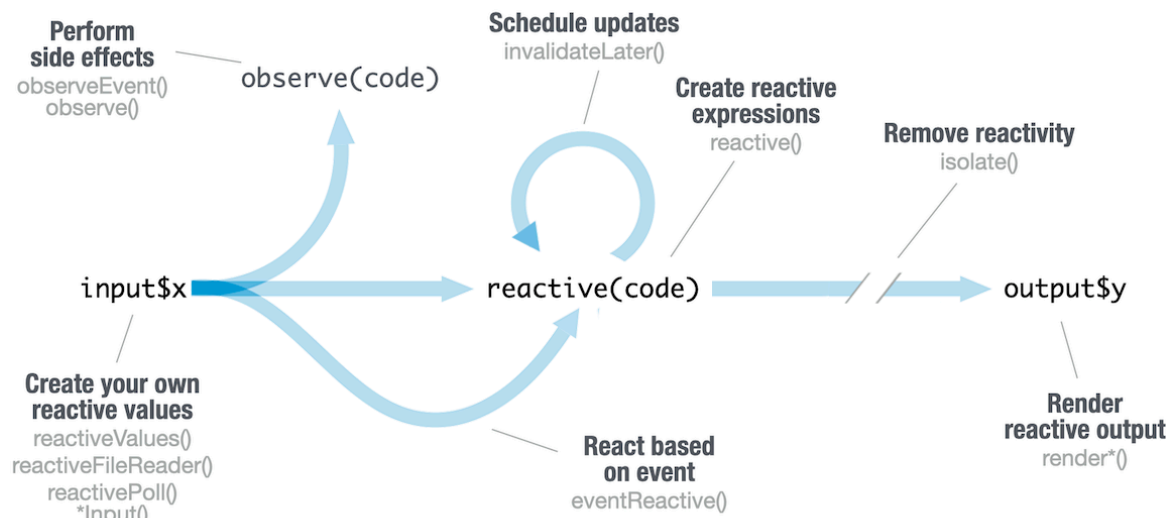 Perform
side effects
observeEvent()
observe()
observe(code)
Schedule updates
invalidateLater()
Create reactive
expressions
reactive()
Remove reactivity
isolate()
input$x
reactive(code)
output$y
Create your own
reactive values
reactiveValues()
reactiveFileReader()
reactivePoll()
*Input()
React based
on event
eventReactive()
Render
reactive output
render*()